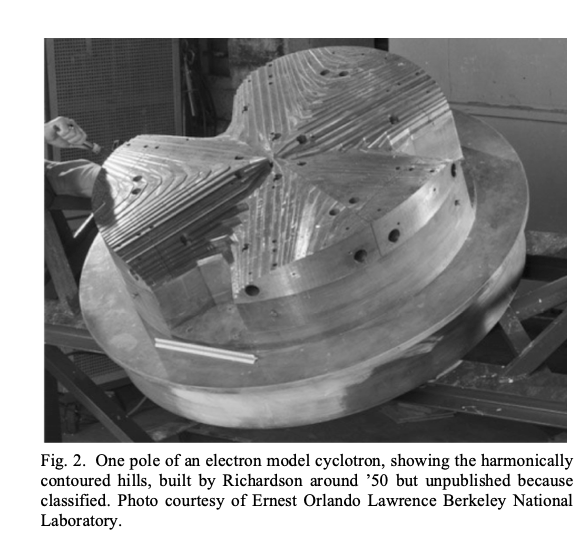 Fig. 2.  One pole of an electron model cyclotron, showing the harmonically
contoured hills, built by Richardson around ’50 but unpublished because
classified. Photo courtesy of Ernest Orlando Lawrence Berkeley National
Laboratory.